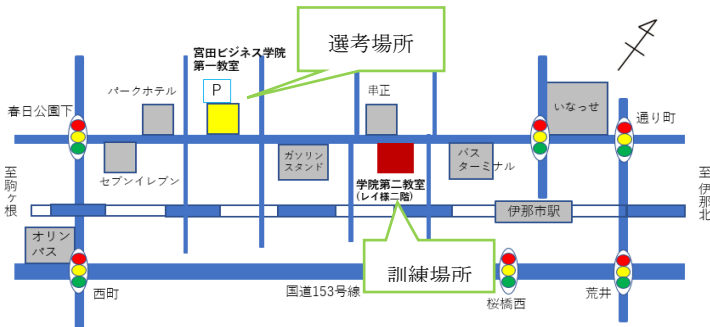 選考場所
宮田ビジネス学院
第一教室
P
パークホテル
串正
いなっせ
春日公園下
通り町
セブンイレブン
ガソリン
スタンド
バス
ターミナル
学院第二教室
(レイ様二階)
至駒ヶ根
至伊那北
伊那市駅
オリン
パス
訓練場所
西町
国道153号線
桜橋西
荒井